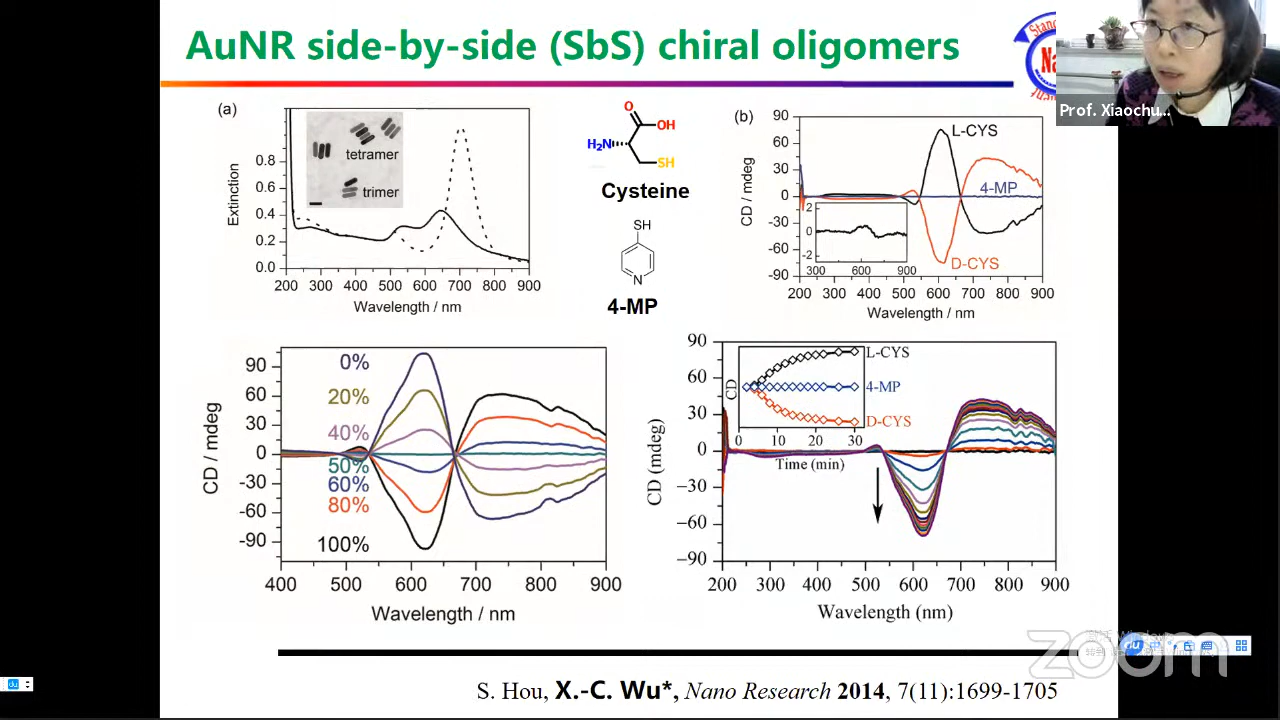 AuNR side-by-side (SbS) chiral oligomers
Prof. Xiaochu...
(a)
tetramer
trimer
Extinction
0.8
0.6
0.4
0.2
0.0
200 300 400 500 600 700 800 900
Wavelength / nm
O
OH
H₂N
SH
Cysteine
SH
N
4-MP
(b)
CD / mdeg
90
60
30
0
-30
-60
-90
L-CYS
4-MP
D-CYS
2
0
-2
300 600 900
200 300 400 500 600 700 800 900
Wavelength / nm
CD / mdeg
90
60
30
0
-30
-60
-90
0%
20%
40%
50%
60%
80%
100%
400 500 600 700 800 900
Wavelength / nm
CD (mdeg)
90
60
30
0
−30
−60
−90
CD
L-CYS
4-MP
D-CYS
0 10 20 30
Time (min)
200 300 400 500 600 700 800 900
Wavelength (nm)
zoom
du
S. Hou, X.-C. Wu*, Nano Research 2014, 7(11):1699-1705